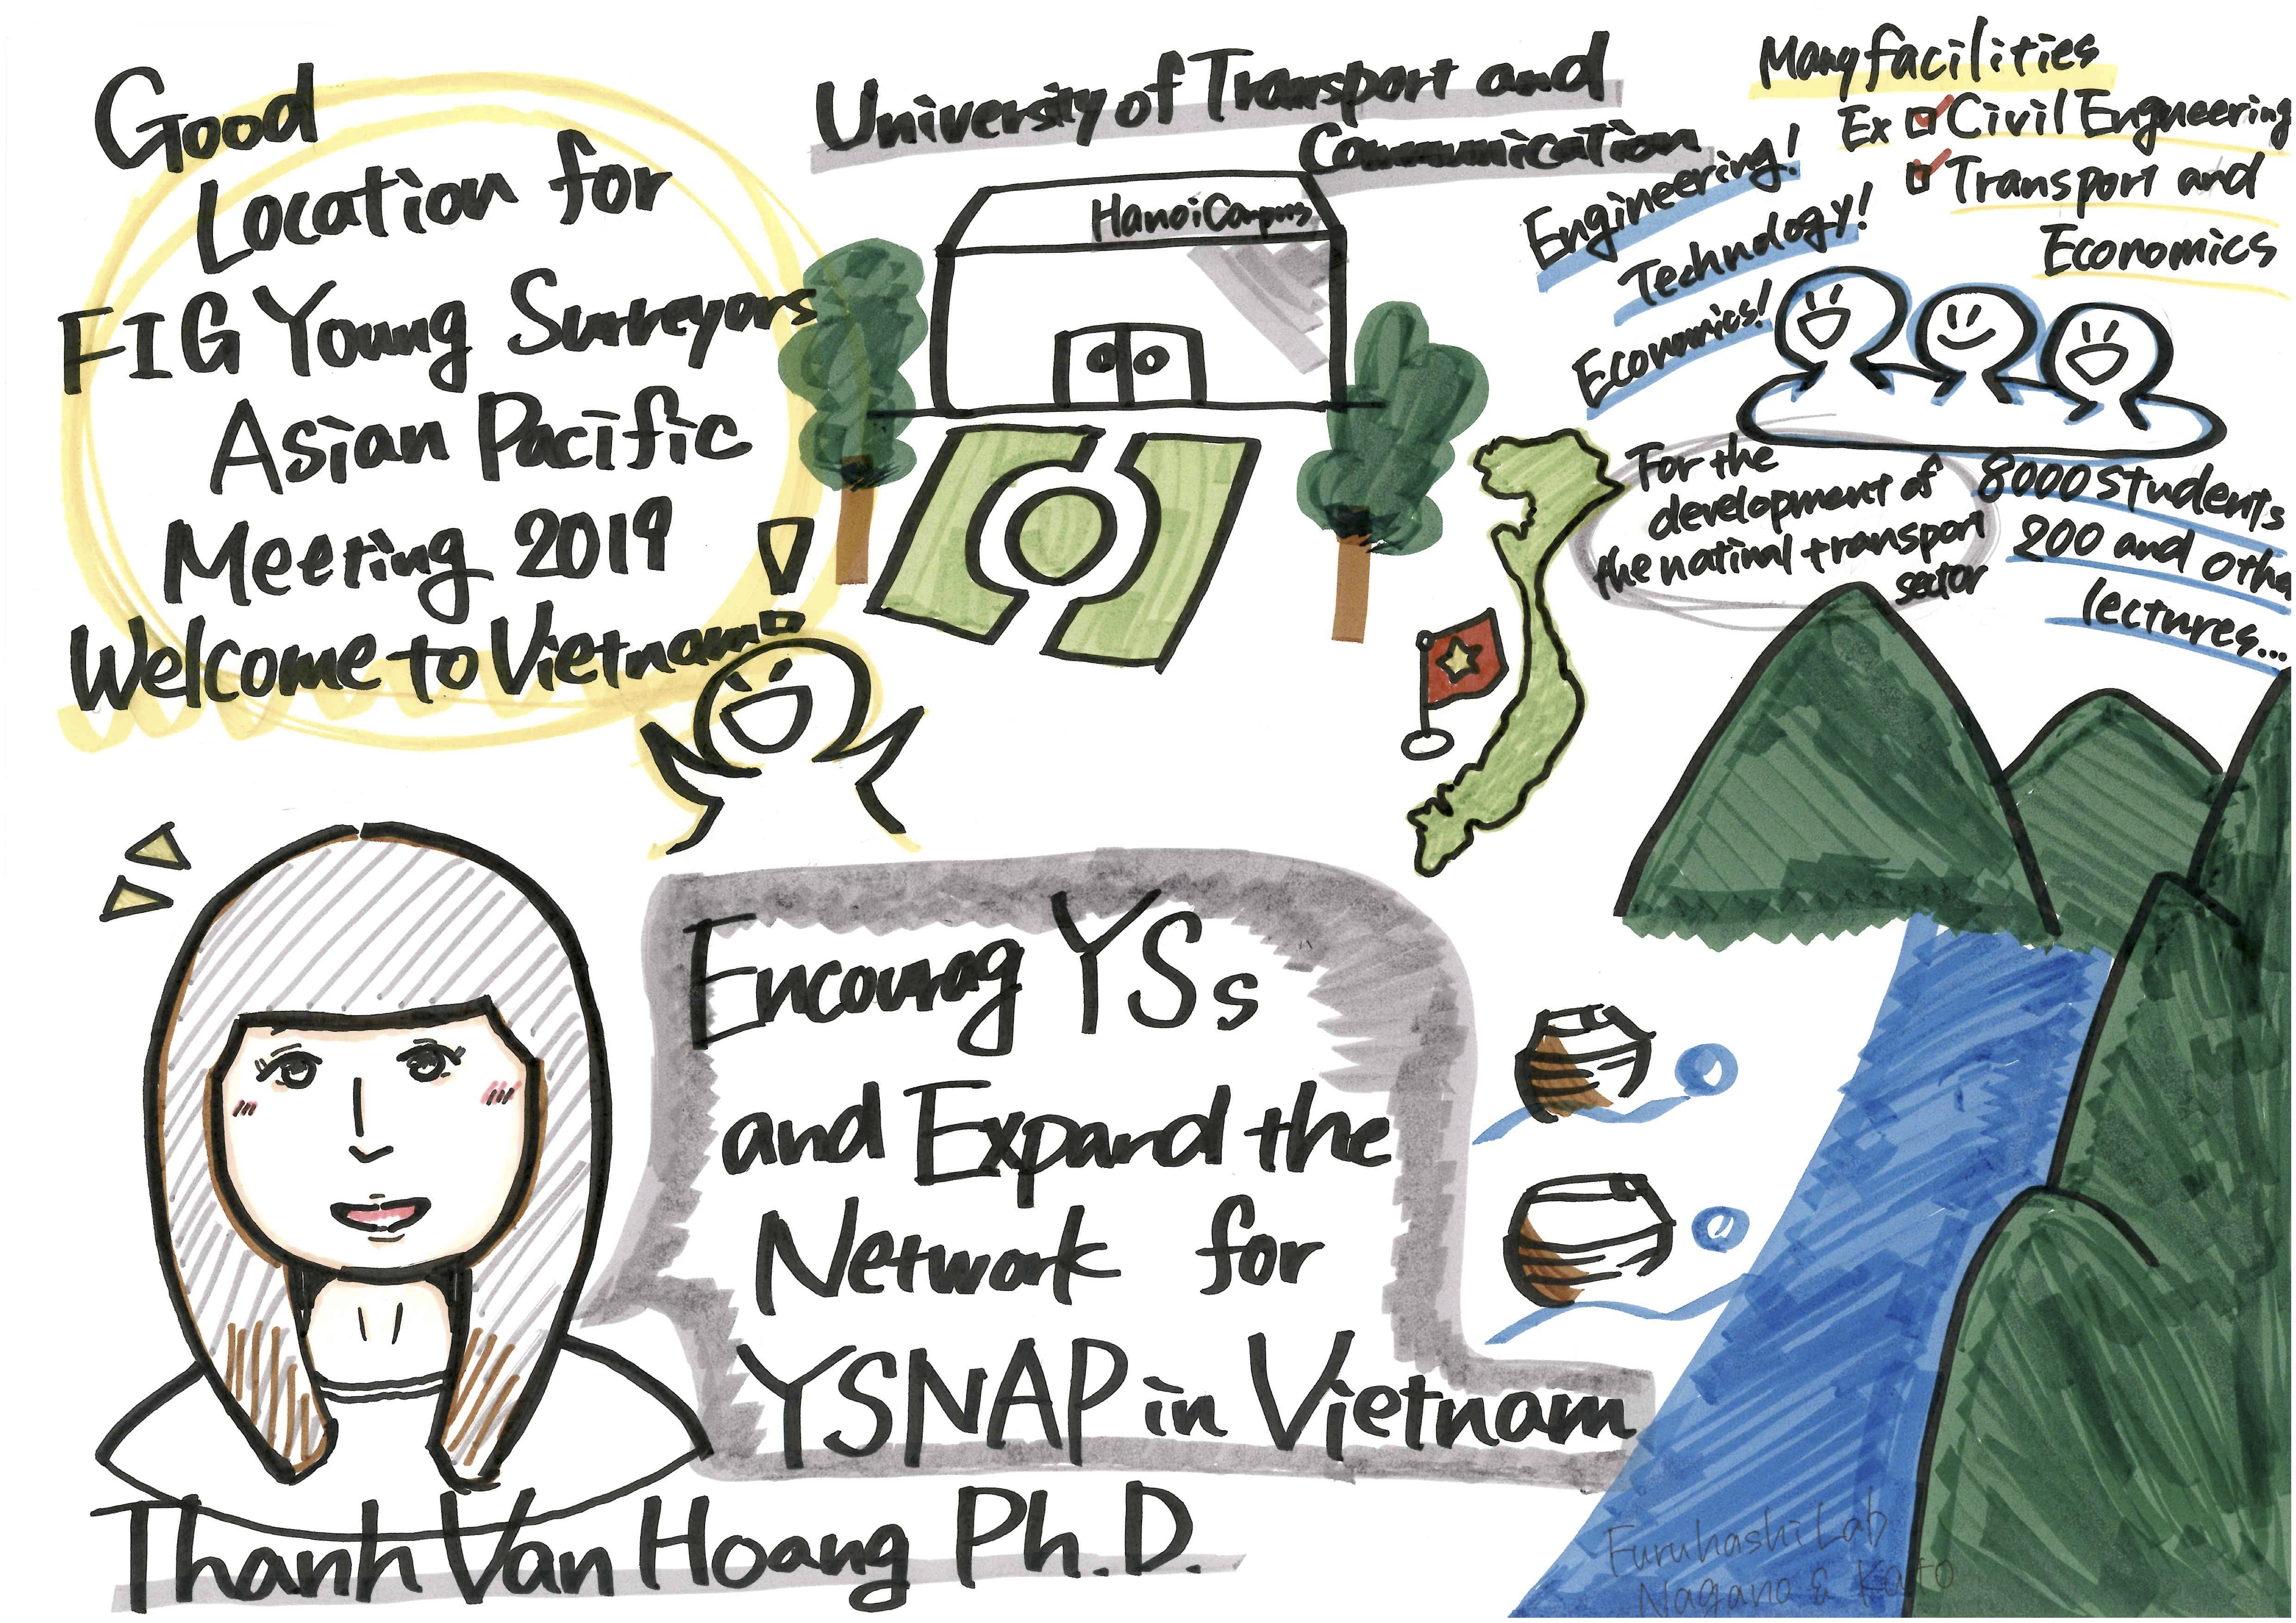 Good
Location for
FIG Young Surveyors
Asian Pacific
Meeting 2019
Welcome to Vietnam!!
University of Transport and
Communication
Hanoi Campus
Engineering!
Technology!
Economics!
Many facilities
Ex Civil Engneering
Transport and
Economics
For the
development of
the natinal transport
sector
8000 students
200 and othe
lectures...
Encourag YSs
and Expand the
Network for
YSNAP in Vietnam
Thanh Van Hoang Ph.D.
Furuhashi Lab
Nagano & Kato